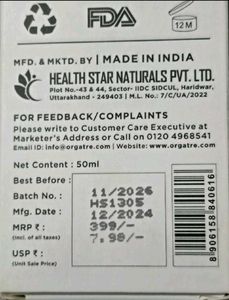 FDA
12 M
MFD. & MKTD. BY | MADE IN INDIA
HEALTH STAR NATURALS PVT. LTD.
Plot No.-43 & 44, Sector- IIDC SIDCUL, Haridwar,
Uttarakhand - 249403 | M.L. No.: 7/C/UA/2022
FOR FEEDBACK/COMPLAINTS
Please write to Customer Care Executive at
Marketer's Address or Call on 0120 4968541
Email ID: info@orgatre.com | Website: www.orgatre.com
Net Content : 50ml
Best Before : 11/2026
Batch No. : HS1305
Mfg. Date : 12/2024
MRP ₹ : 399/-
(Incl. of all taxes)
7.98/-
USP ₹ :
(Unit Sale Price)
8 906158 840616